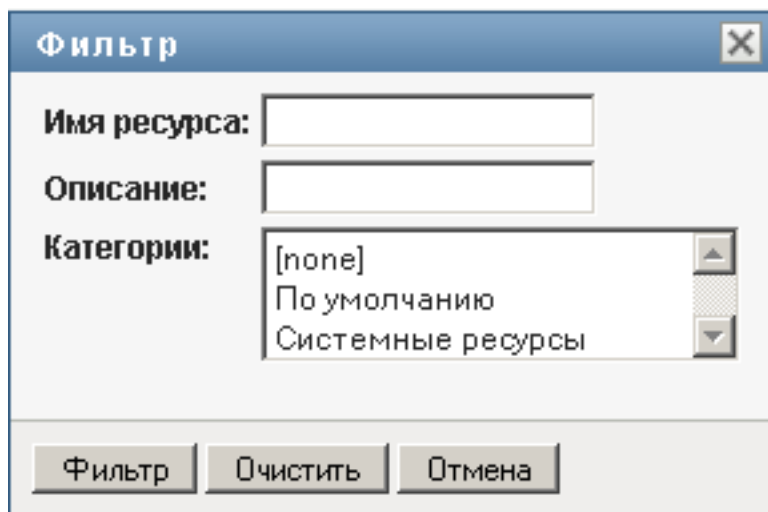 Фильтр
Имя ресурса:
Описание:
Категории:
[none]
По умолчанию
Системные ресурсы
Фильтр Очистить Отмена